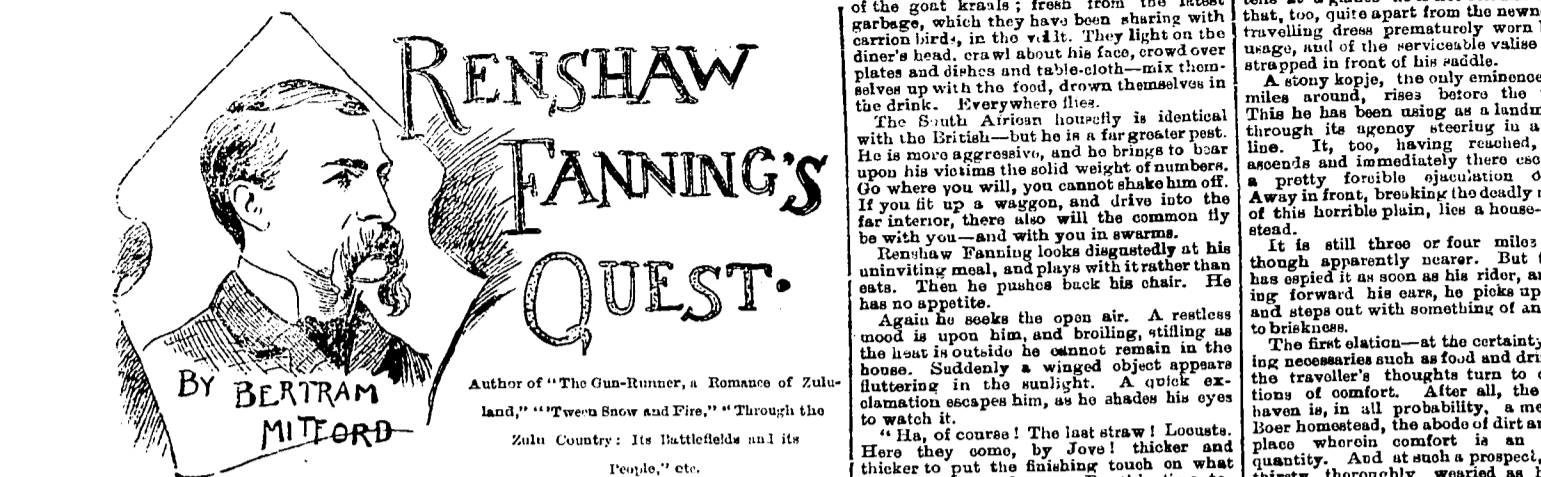 RENSHAW
FANNING'S
QUEST.
BY BERTRAM
MITFORD
Author of "The Gun-Runner, a Romance of Zulu-
land," "'Tween Snow and Fire," "Through the
Zulu Country: Its Battlefields and its
People," etc.
of the goat kraals; fresh from the latest
garbage, which they have been sharing with
carrion birds, in the veldt. They light on the
diner's head, crawl about his face, crowd over
plates and dishes and table-cloth—mix them-
selves up with the food, drown themselves in
the drink. Everywhere flies.
The South African housefly is identical
with the British—but he is a far greater pest.
He is more aggressive, and he brings to bear
upon his victims the solid weight of numbers.
Go where you will, you cannot shake him off.
If you fit up a waggon, and drive into the
far interior, there also will the common fly
be with you—and with you in swarms.
Renshaw Fanning looks disgustedly at his
uninviting meal, and plays with it rather than
eats. Then he pushes back his chair. He
has no appetite.
Again he seeks the open air. A restless
mood is upon him, and broiling, stifling as
the heat is outside he cannot remain in the
house. Suddenly a winged object appears
fluttering in the sunlight. A quick ex-
clamation escapes him, as he shades his eyes
to watch it.
"Ha, of course! The last straw! Locusts.
Here they come, by Jove! thicker and
thicker to put the finishing touch on what
that, too, quite apart from the newn
travelling dress prematurely worn
usage, and of the serviceable valise
strapped in front of his saddle.
A stony kopje, the only eminence
miles around, rises before the
This he has been using as a landm
through its agency steering in a
line. It, too, having reached,
ascends and immediately there esc
a pretty forcible ejaculation o
Away in front, breaking the deadly
of this horrible plain, lies a house—
stead.
It is still three or four miles
though apparently nearer. But
has espied it as soon as his rider, a
ing forward his ears, he picks up
and steps out with something of an
to briskness.
The first elation—at the certaint
ing necessaries such as food and dri
the traveller's thoughts turn to
tions of comfort. After all, the
haven is, in all probability, a me
Boer homestead, the abode of dirt a
place wherein comfort is an
quantity. And at such a prospect,
thoroughly wearied as